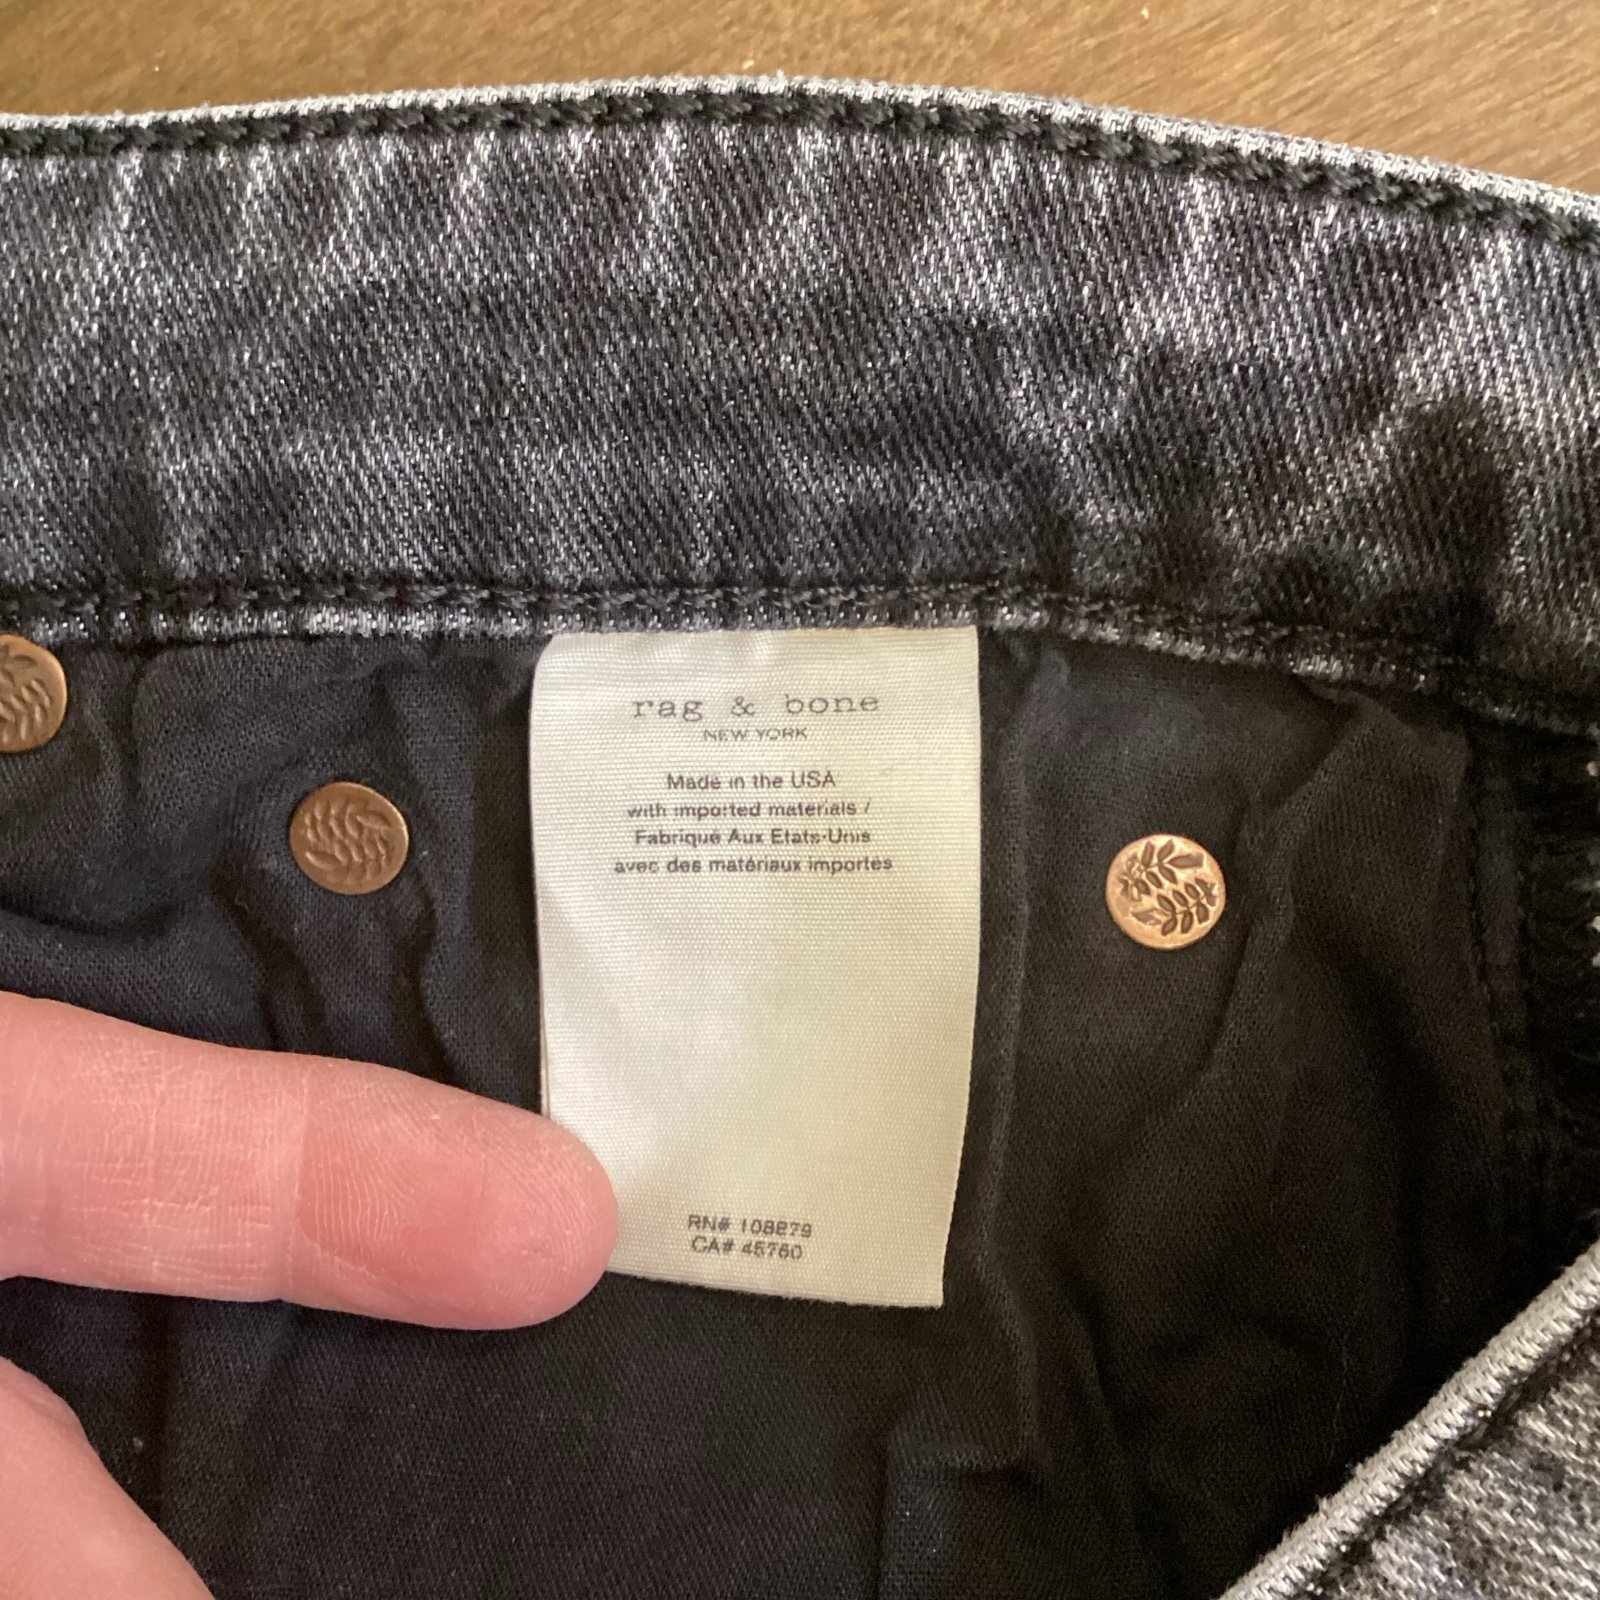 rag & bone
NEW YORK
Made in the USA
with imported materials /
Fabriqué Aux Etats-Unis
avec des matériaux importés
RN# 108279
CA# 45760